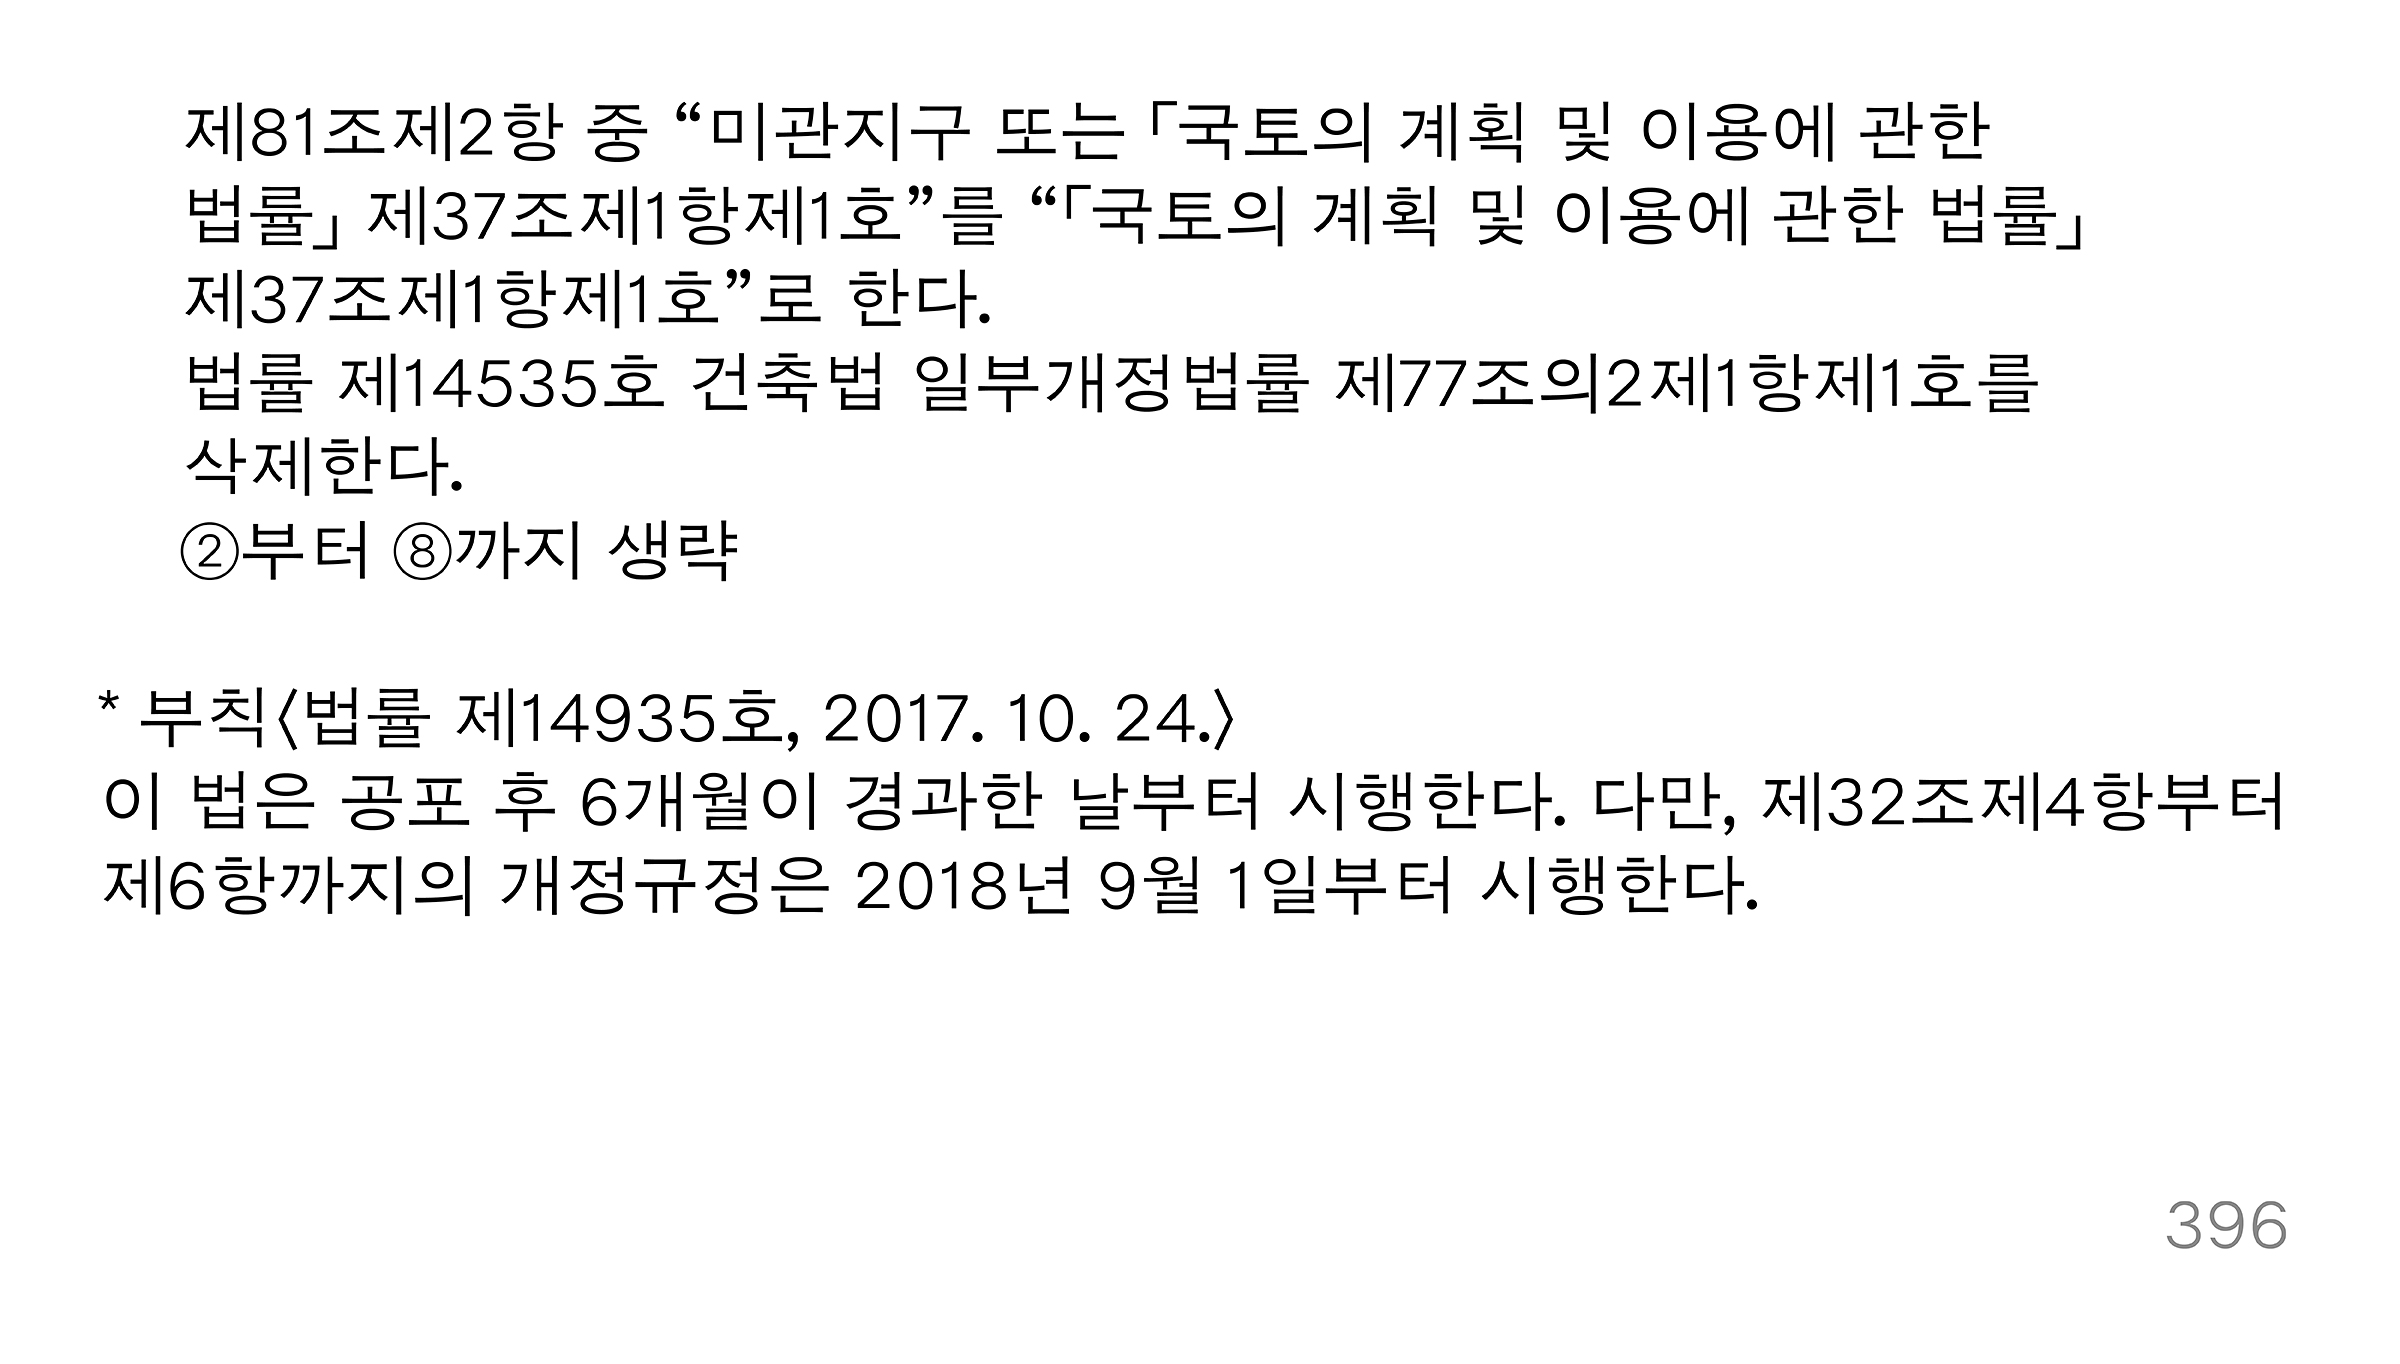 제81조제2항 중 “미관지구 또는 「국토의 계획 및 이용에 관한
법률」 제37조제1항제1호”를 “「국토의 계획 및 이용에 관한 법률」
제37조제1항제1호”로 한다.
법률 제14535호 건축법 일부개정법률 제77조의2제1항제1호를
삭제한다.
②부터 ⑧까지 생략
* 부칙〈법률 제14935호, 2017. 10. 24.〉
이 법은 공포 후 6개월이 경과한 날부터 시행한다. 다만, 제32조제4항부터
제6항까지의 개정규정은 2018년 9월 1일부터 시행한다.
396